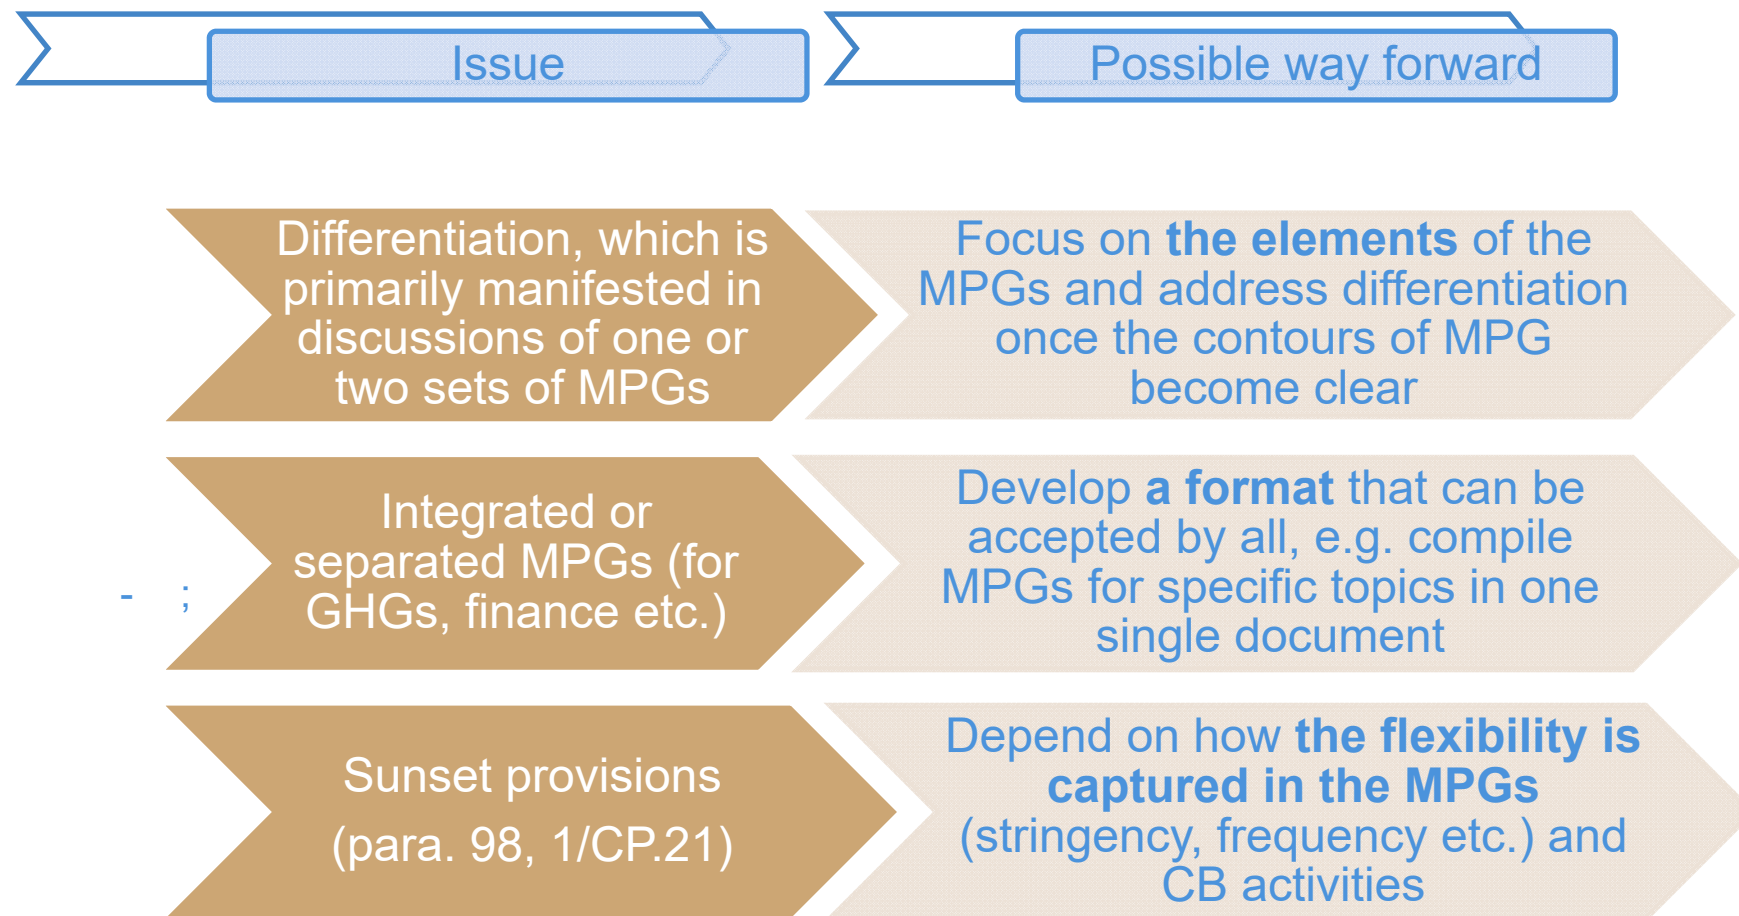 Issue
Possible way forward
Differentiation, which is
primarily manifested in
discussions of one or
two sets of MPGs
Focus on the elements of the
MPGs and address differentiation
once the contours of MPG
become clear
- ;
Integrated or
separated MPGs (for
GHGs, finance etc.)
Develop a format that can be
accepted by all, e.g. compile
MPGs for specific topics in one
single document
Sunset provisions
(para. 98, 1/CP.21)
Depend on how the flexibility is
captured in the MPGs
(stringency, frequency etc.) and
CB activities